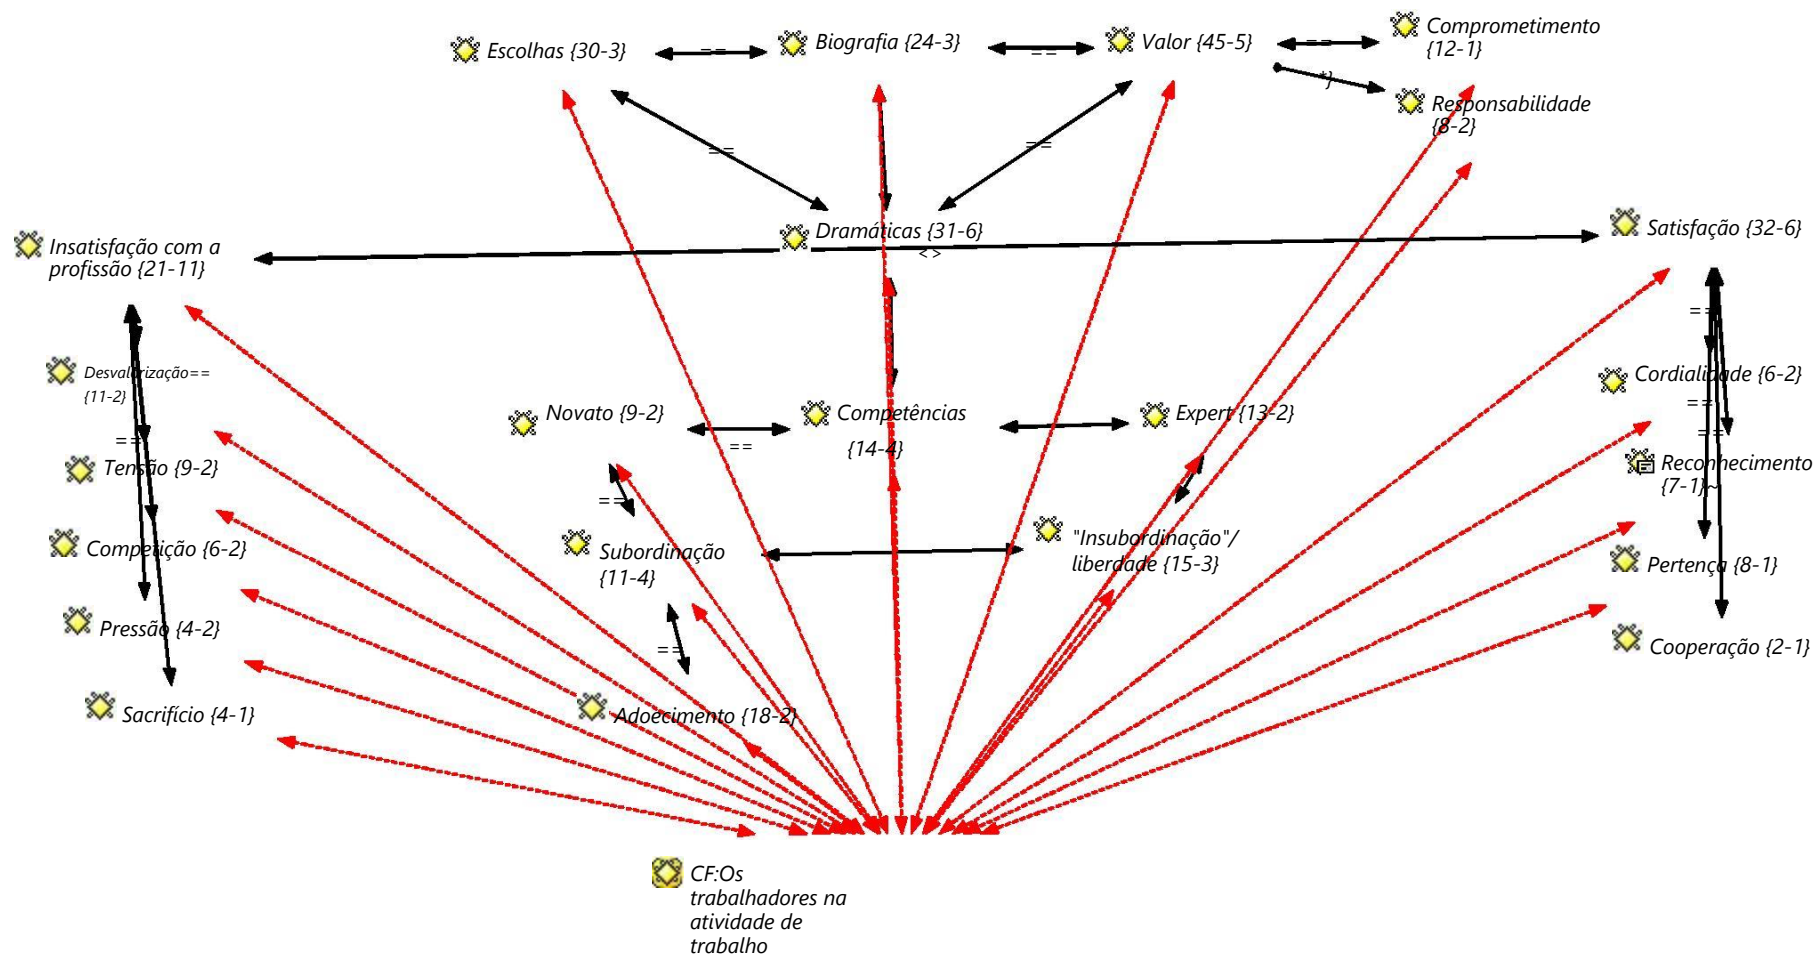 Escolhas {30-3}
==
Biografia {24-3}
==
Valor {45-5}
==
Comprometimento
{12-1}
*}
Responsabilidade
{8-2}
==
==
Insatisfação com a
profissão {21-11}
Dramáticas {31-6}
<>
Satisfação {32-6}
==
Desvalorização==
{11-2}
==
Tensão {9-2}
Competição {6-2}
Pressão {4-2}
Sacrifício {4-1}
Novato {9-2}
==
Competências
{14-4}
Expert {13-2}
==
Subordinação
{11-4}
"Insubordinação"/
liberdade {15-3}
==
Adoecimento {18-2}
Cordialidade {6-2}
==
==
Reconhecimento
{7-1}~
Pertença {8-1}
Cooperação {2-1}
CF:Os
trabalhadores na
atividade de
trabalho